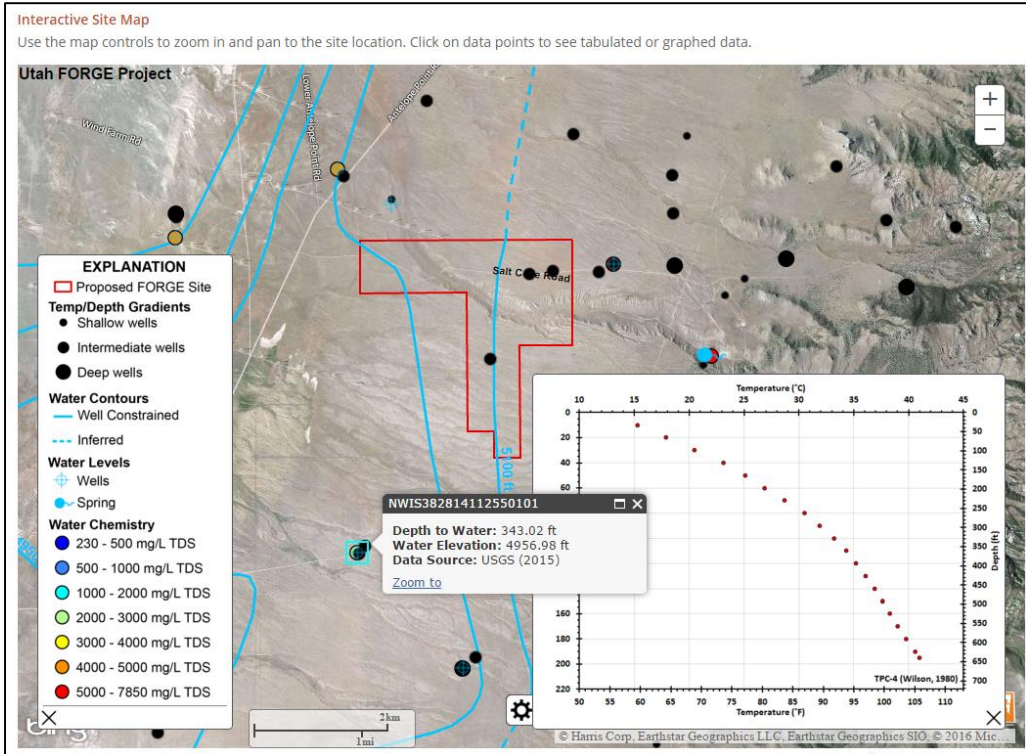 Interactive Site Map
Use the map controls to zoom in and pan to the site location. Click on data points to see tabulated or graphed data.
Utah FORGE Project
Wind Farm Rd
Lower Antelope Point Rd
Antelope Point Rd
+
−
Salt Cove Road
5100 ft
EXPLANATION
Proposed FORGE Site
Temp/Depth Gradients
Shallow wells
Intermediate wells
Deep wells
Water Contours
Well Constrained
Inferred
Water Levels
Wells
Spring
Water Chemistry
230 - 500 mg/L TDS
500 - 1000 mg/L TDS
1000 - 2000 mg/L TDS
2000 - 3000 mg/L TDS
3000 - 4000 mg/L TDS
4000 - 5000 mg/L TDS
5000 - 7850 mg/L TDS
NWIS382814112550101
Depth to Water: 343.02 ft
Water Elevation: 4956.98 ft
Data Source: USGS (2015)
Zoom to
Temperature (˚C)
10 15 20 25 30 35 40 45
0 0
20 50
40 100
60 150
200
250
300
350
400
450
500
160 550
180 600
200 650
700
220
Depth (ft)
TPC-4 (Wilson, 1980)
50 55 60 65 70 75 80 85 90 95 100 105 110
Temperature (˚F)
2km
1mi
bing
© Harris Corp, Earthstar Geographics LLC, Earthstar Geographics SIO, © 2016 Mic...